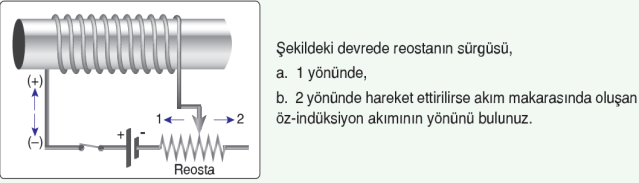 (+)
(–)
1
2
+
-
Reosta
Şekildeki devrede reostanın sürgüsü,
a. 1 yönünde,
b. 2 yönünde hareket ettirilirse akım makarasında oluşan
öz-indüksiyon akımının yönünü bulunuz.